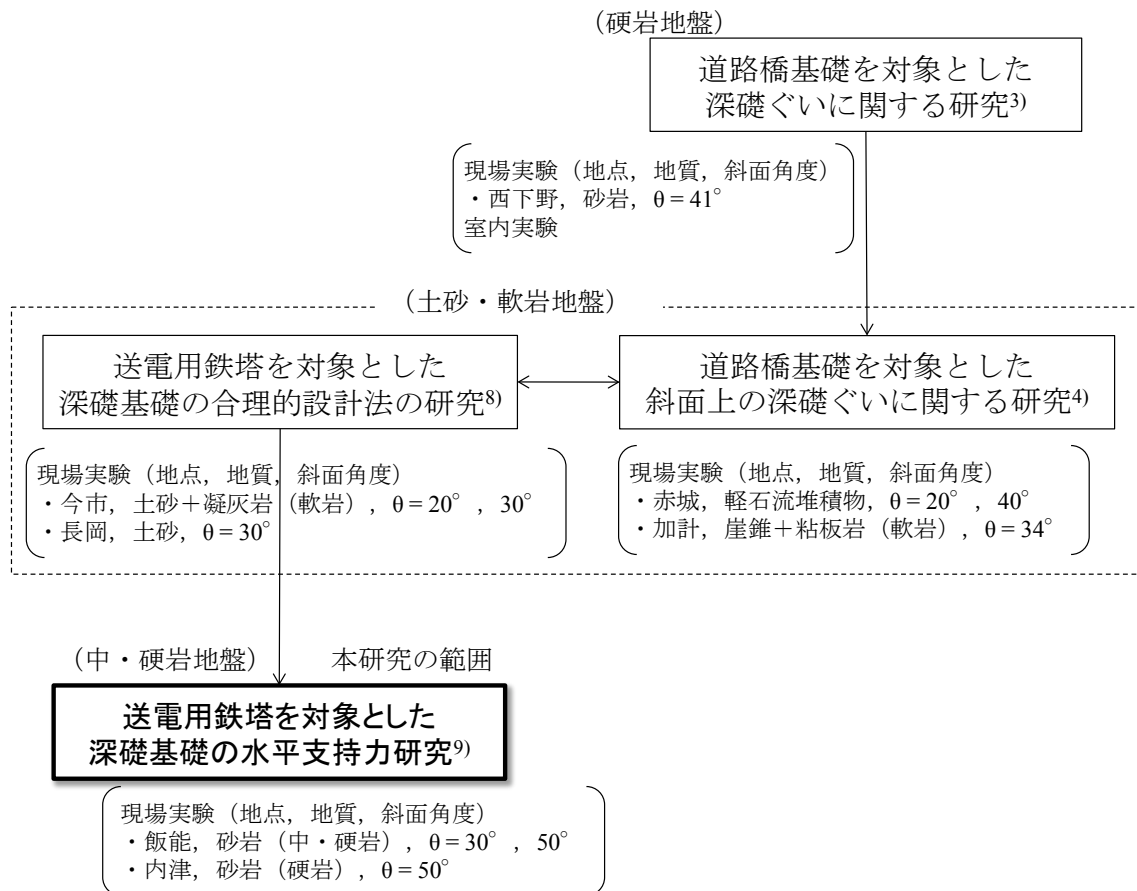 （硬岩地盤）
道路橋基礎を対象とした
深礎ぐいに関する研究3)
現場実験（地点，地質，斜面角度）
・西下野，砂岩，θ = 41°
室内実験
（土砂・軟岩地盤）
送電用鉄塔を対象とした
深礎基礎の合理的設計法の研究8)
道路橋基礎を対象とした
斜面上の深礎ぐいに関する研究4)
現場実験（地点，地質，斜面角度）
・今市，土砂＋凝灰岩（軟岩），θ = 20°，30°
・長岡，土砂，θ = 30°
現場実験（地点，地質，斜面角度）
・赤城，軽石流堆積物，θ = 20°，40°
・加計，崖錐＋粘板岩（軟岩），θ = 34°
（中・硬岩地盤）
本研究の範囲
送電用鉄塔を対象とした
深礎基礎の水平支持力研究9)
現場実験（地点，地質，斜面角度）
・飯能，砂岩（中・硬岩），θ = 30°，50°
・内津，砂岩（硬岩），θ = 50°